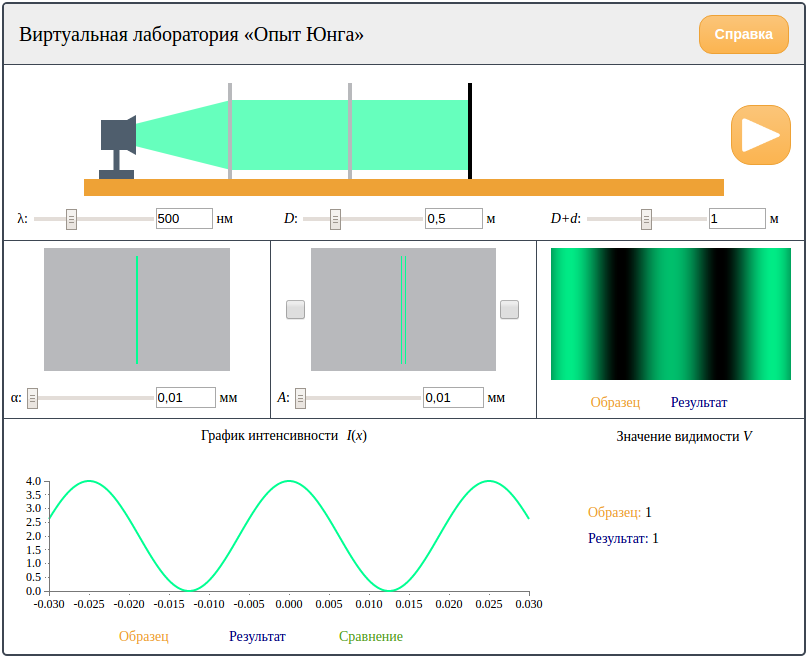 Виртуальная лаборатория «Опыт Юнга»
Справка
λ: 500 нм
D: 0,5 м
D+d: 1 м
α: 0,01 мм
A: 0,01 мм
Образец Результат
График интенсивности I(x)
Значение видимости V
4.0
3.5
3.0
2.5
2.0
1.5
1.0
0.5
0.0
-0.030 -0.025 -0.020 -0.015 -0.010 -0.005 0.000 0.005 0.010 0.015 0.020 0.025 0.030
Образец: 1
Результат: 1
Образец Результат Сравнение